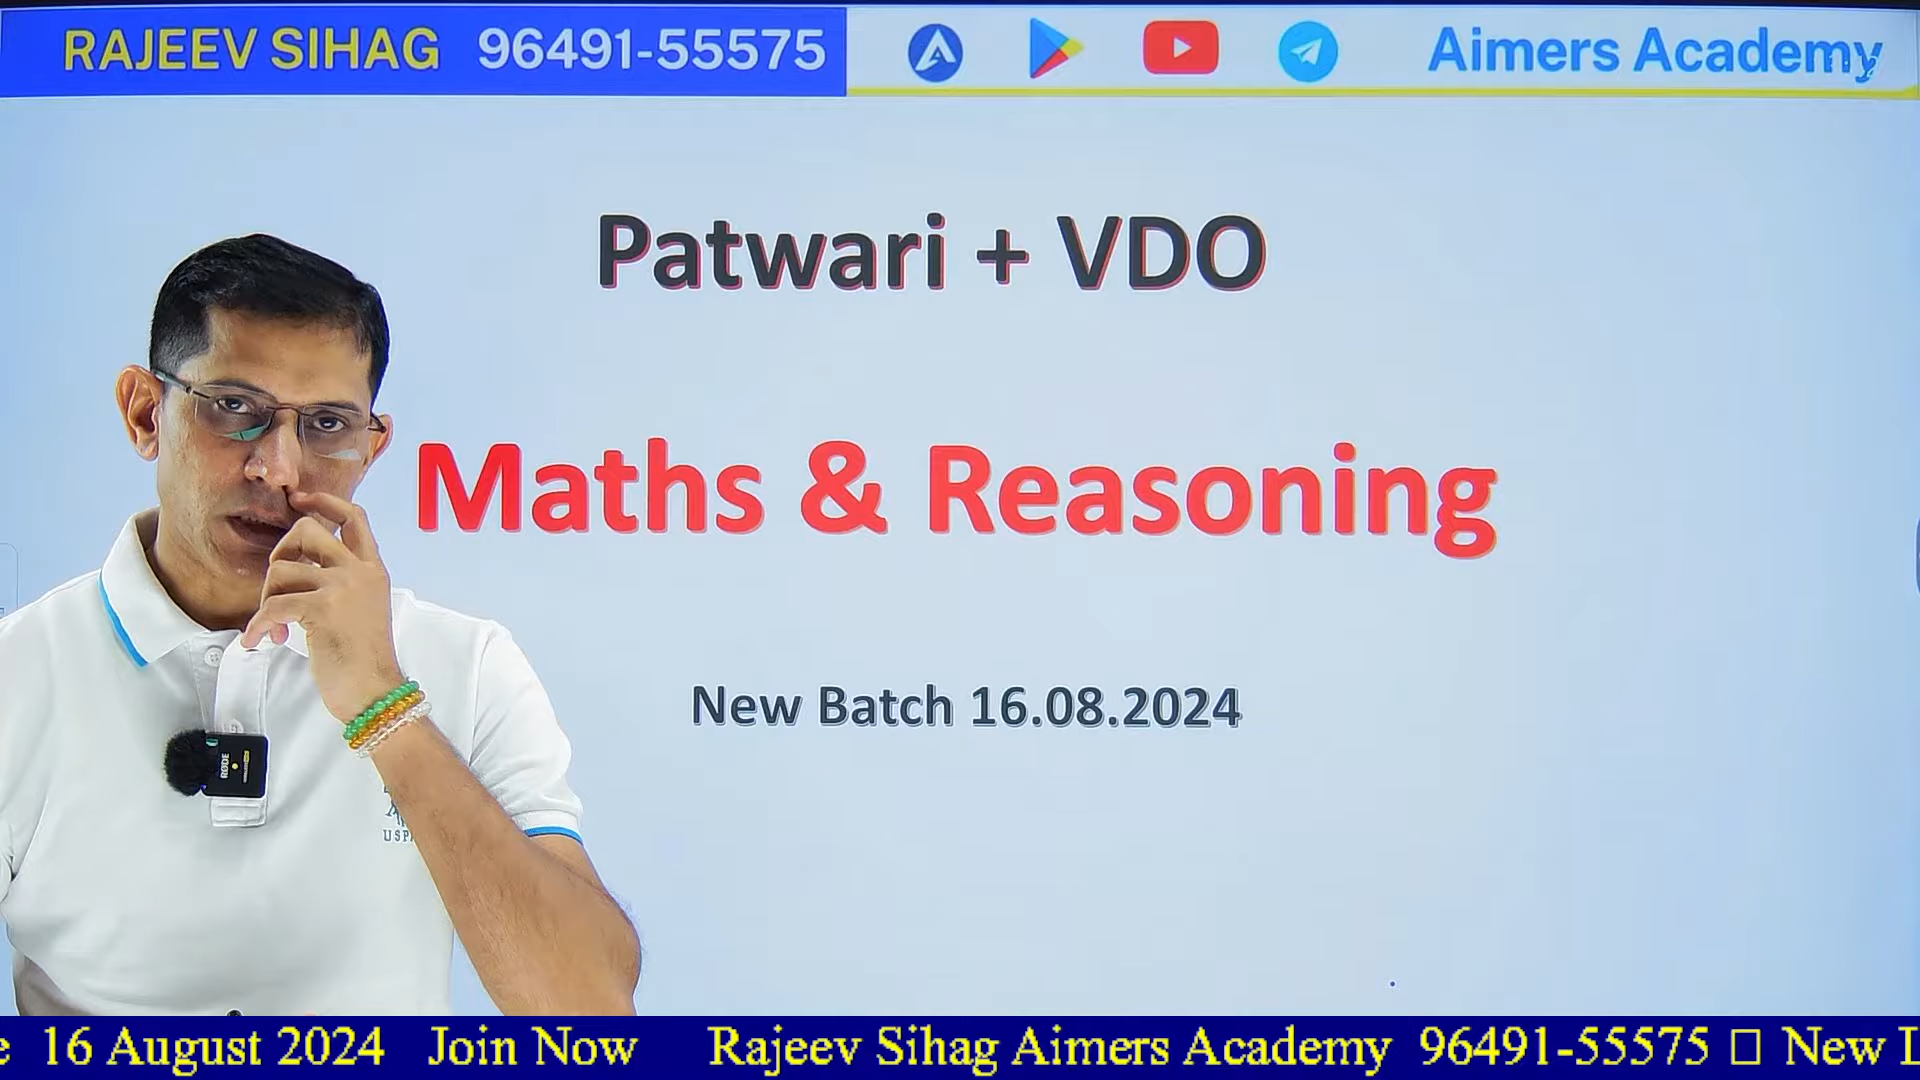 RAJEEV SIHAG 96491-55575 Aimers Academy
Patwari + VDO
Maths & Reasoning
New Batch 16.08.2024
RODE
16 August 2024 Join Now Rajeev Sihag Aimers Academy 96491-55575 New